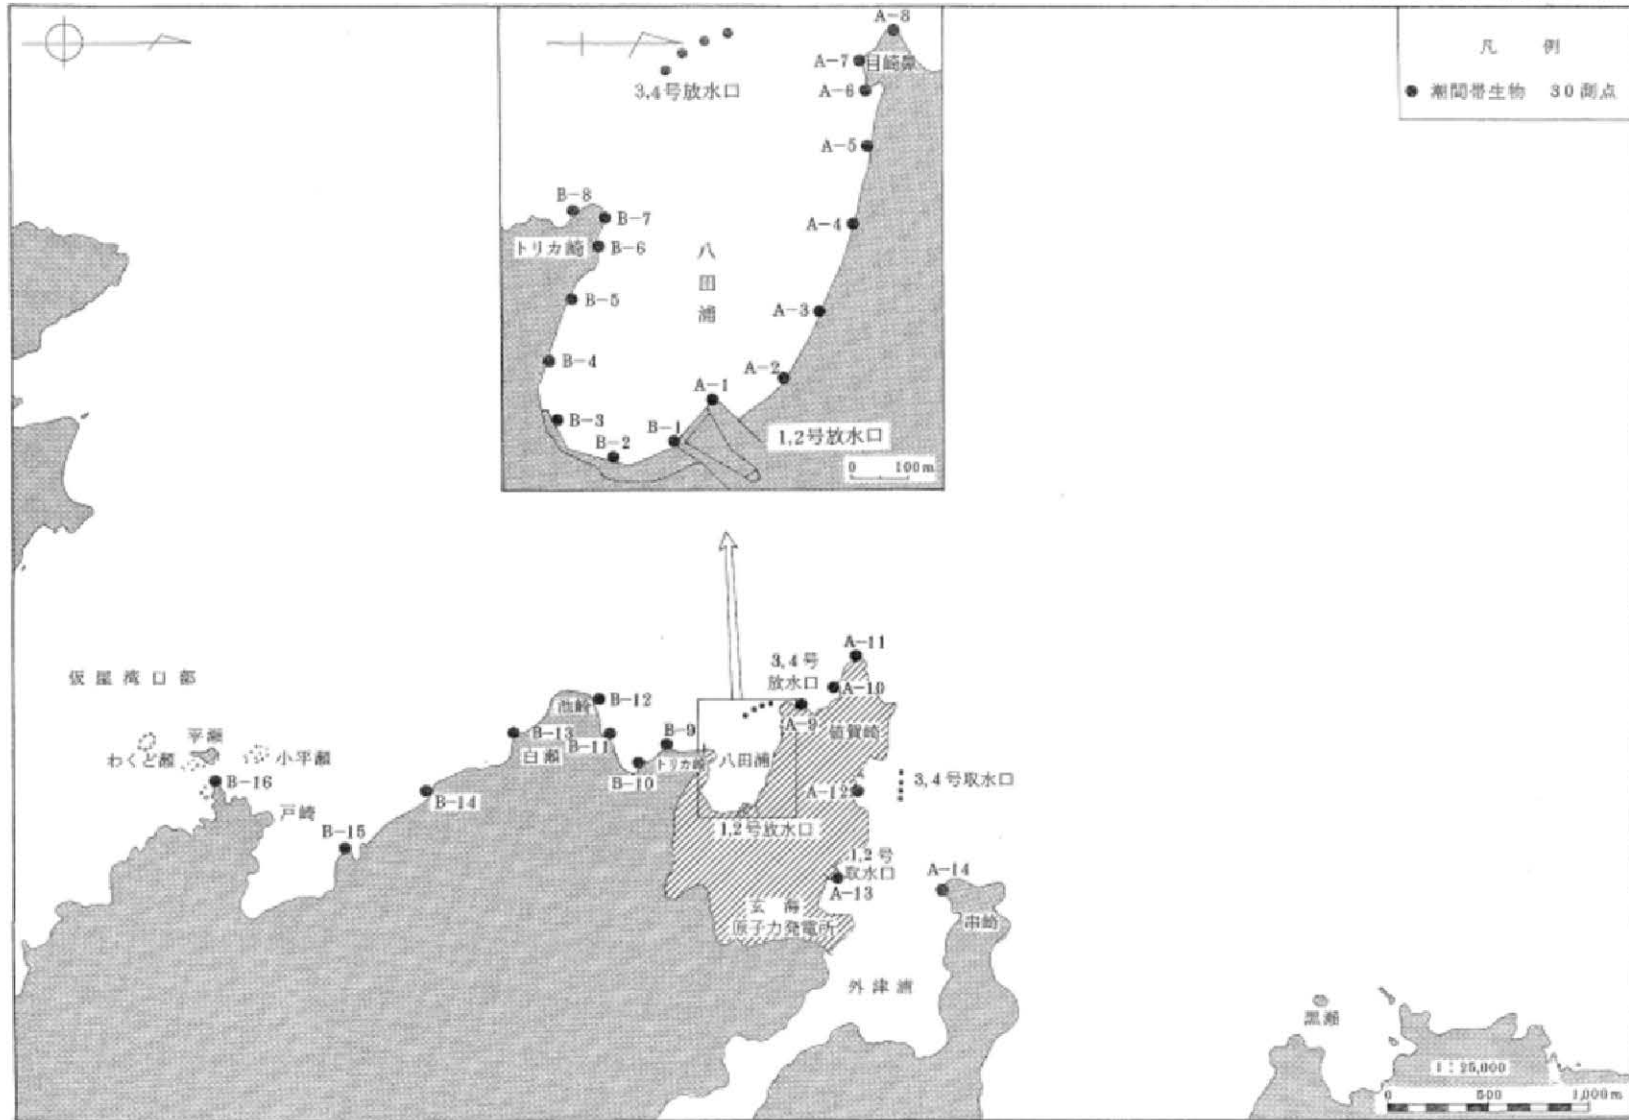 A-8
A-7
目崎鼻
A-6
3,4号放水口
A-5
B-8
B-7
A-4
トリカ崎
B-6
八田浦
B-5
A-3
B-4
A-2
A-1
B-3
B-1
B-2
1,2号放水口
0 100m
凡 例
潮間帯生物 30測点
A-11
3,4号
放水口
A-10
仮屋湾口部
B-12
池崎
A-9
値賀崎
平瀬
B-13
B-11
B-9
わくど瀬
小平瀬
白瀬
トリカ崎
八田浦
B-16
B-10
A-12
3,4号取水口
B-14
戸崎
1,2号放水口
B-15
1,2号
取水口
A-14
A-13
玄海
原子力発電所
串崎
外津浦
黒瀬
1:25,000
0 500 1,000m